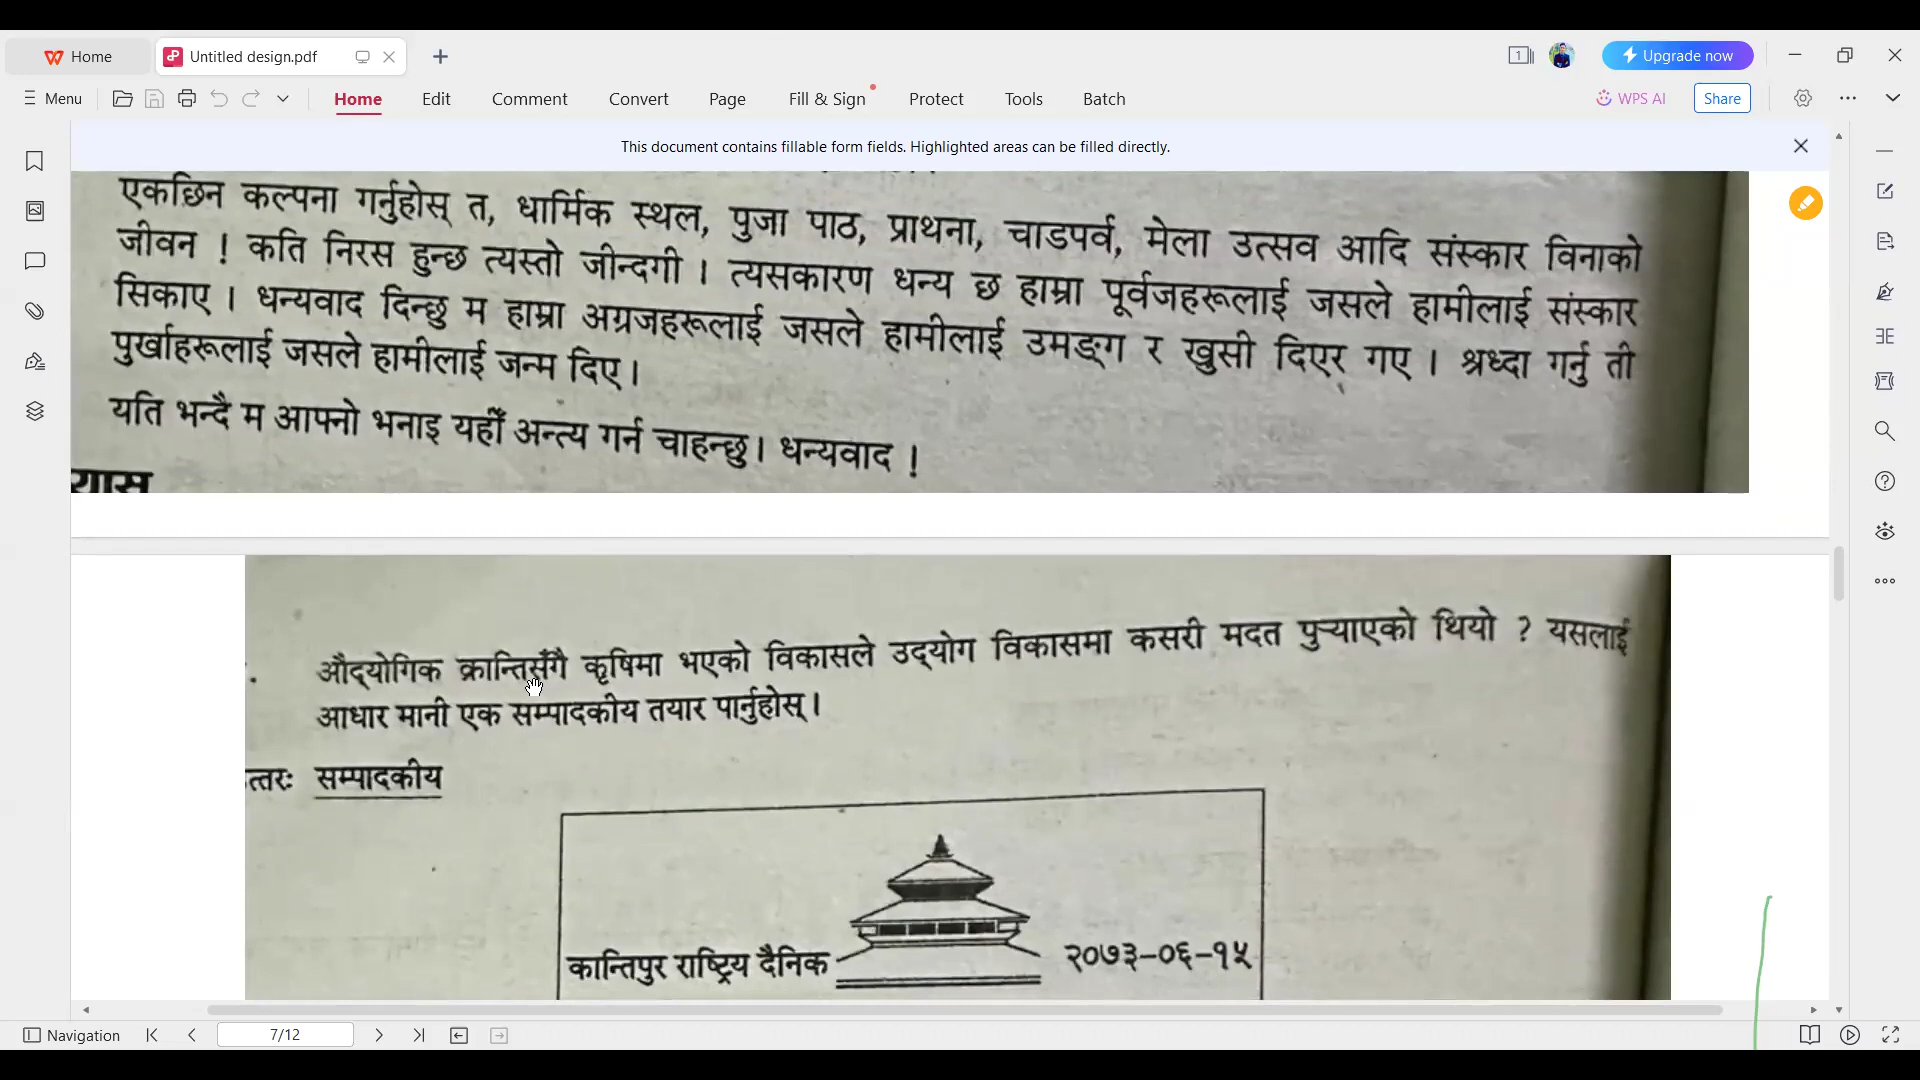 Home
Untitled design.pdf
1
Upgrade now
Menu
Home
Edit
Comment
Convert
Page
Fill & Sign
Protect
Tools
Batch
WPS AI
Share
This document contains fillable form fields. Highlighted areas can be filled directly.
एकछिन कल्पना गर्नुहोस् त, धार्मिक स्थल, पुजा पाठ, प्राथना, चाडपर्व, मेला उत्सव आदि संस्कार विनाको
जीवन ! कति निरस हुन्छ त्यस्तो जीन्दगी । त्यसकारण धन्य छ हाम्रा पूर्वजहरूलाई जसले हामीलाई संस्कार
सिकाए । धन्यवाद दिन्छु म हाम्रा अग्रजहरूलाई जसले हामीलाई उमङ्ग र खुसी दिएर् गए । श्रध्दा गर्नु ती
पुर्खाहरूलाई जसले हामीलाई जन्म दिए ।
यति भन्दै म आफ्नो भनाइ यहीँ अन्त्य गर्न चाहन्छु । धन्यवाद !
यास
. औद्योगिक क्रान्तिसँगै कृषिमा भएको विकासले उद्योग विकासमा कसरी मदत पुऱ्याएको थियो ? यसलाई
आधार मानी एक सम्पादकीय तयार पार्नुहोस् ।
त्तरः सम्पादकीय
कान्तिपुर राष्ट्रिय दैनिक २०७३-०६-१५
Navigation
7/12